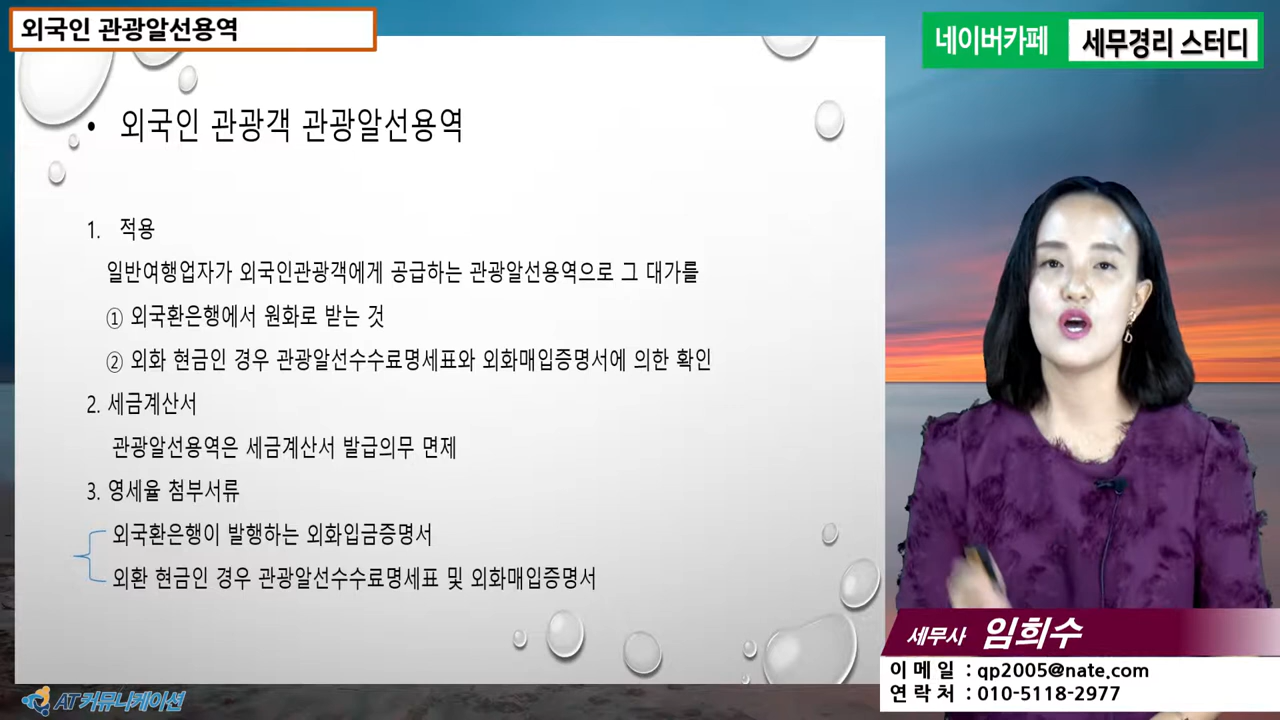 외국인 관광알선용역
네이버카페 세무경리 스터디
• 외국인 관광객 관광알선용역
1. 적용
일반여행업자가 외국인관광객에게 공급하는 관광알선용역으로 그 대가를
① 외국환은행에서 원화로 받는 것
② 외화 현금인 경우 관광알선수수료명세표와 외화매입증명서에 의한 확인
2. 세금계산서
관광알선용역은 세금계산서 발급의무 면제
3. 영세율 첨부서류
외국환은행이 발행하는 외화입금증명서
외환 현금인 경우 관광알선수수료명세표 및 외화매입증명서
세무사 임희수
이 메 일 : qp2005@nate.com
연 락 처 : 010-5118-2977
AT커뮤니케이션